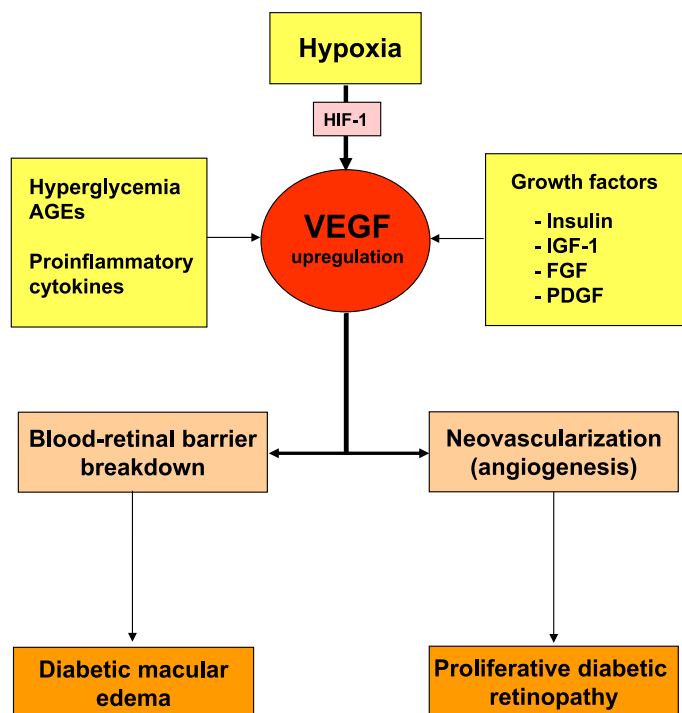 Hypoxia
HIF-1
Hyperglycemia
AGEs
Proinflammatory
cytokines
VEGF
upregulation
Growth factors
- Insulin
- IGF-1
- FGF
- PDGF
Blood-retinal barrier
breakdown
Neovascularization
(angiogenesis)
Diabetic macular
edema
Proliferative diabetic
retinopathy